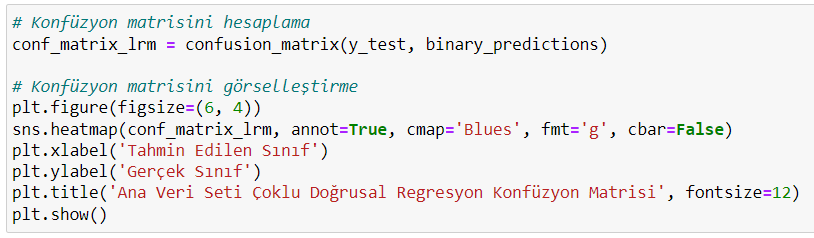 # Konfüzyon matrisini hesaplama
conf_matrix_lrm = confusion_matrix(y_test, binary_predictions)
# Konfüzyon matrisini görselleştirme
plt.figure(figsize=(6, 4))
sns.heatmap(conf_matrix_lrm, annot=True, cmap='Blues', fmt='g', cbar=False)
plt.xlabel('Tahmin Edilen Sınıf')
plt.ylabel('Gerçek Sınıf')
plt.title('Ana Veri Seti Çoklu Doğrusal Regresyon Konfüzyon Matrisi', fontsize=12)
plt.show()